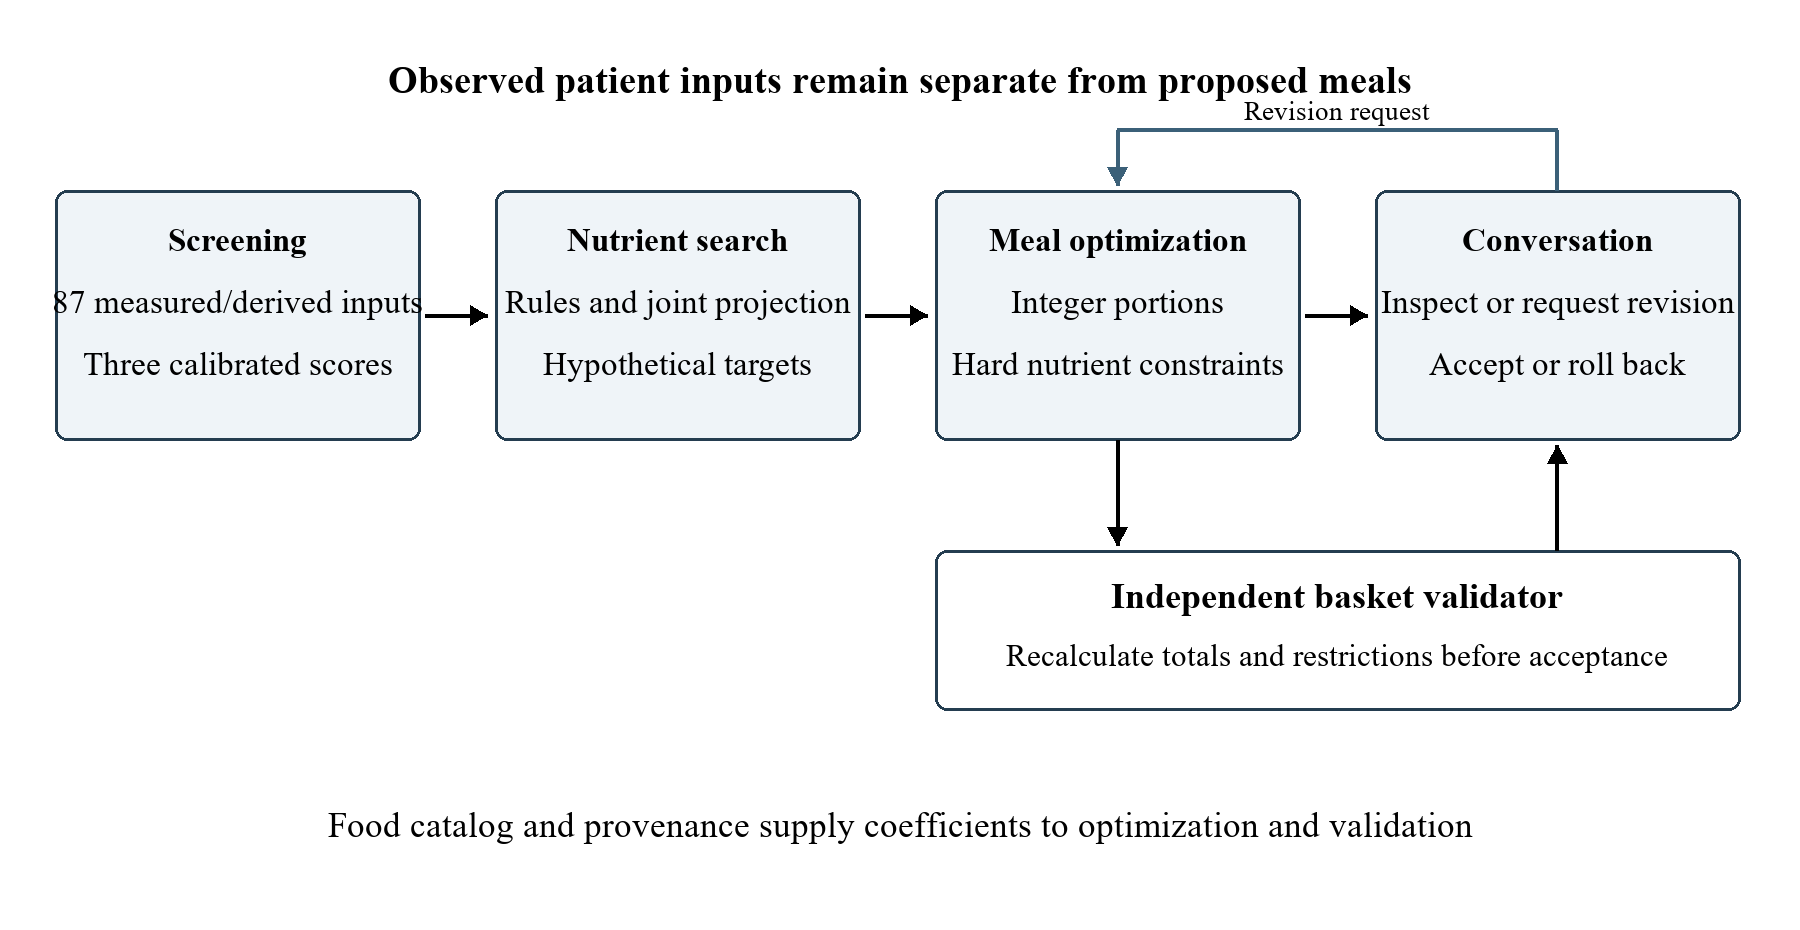 Observed patient inputs remain separate from proposed meals
Revision request
Screening
87 measured/derived inputs
Three calibrated scores
Nutrient search
Rules and joint projection
Hypothetical targets
Meal optimization
Integer portions
Hard nutrient constraints
Conversation
Inspect or request revision
Accept or roll back
Independent basket validator
Recalculate totals and restrictions before acceptance
Food catalog and provenance supply coefficients to optimization and validation